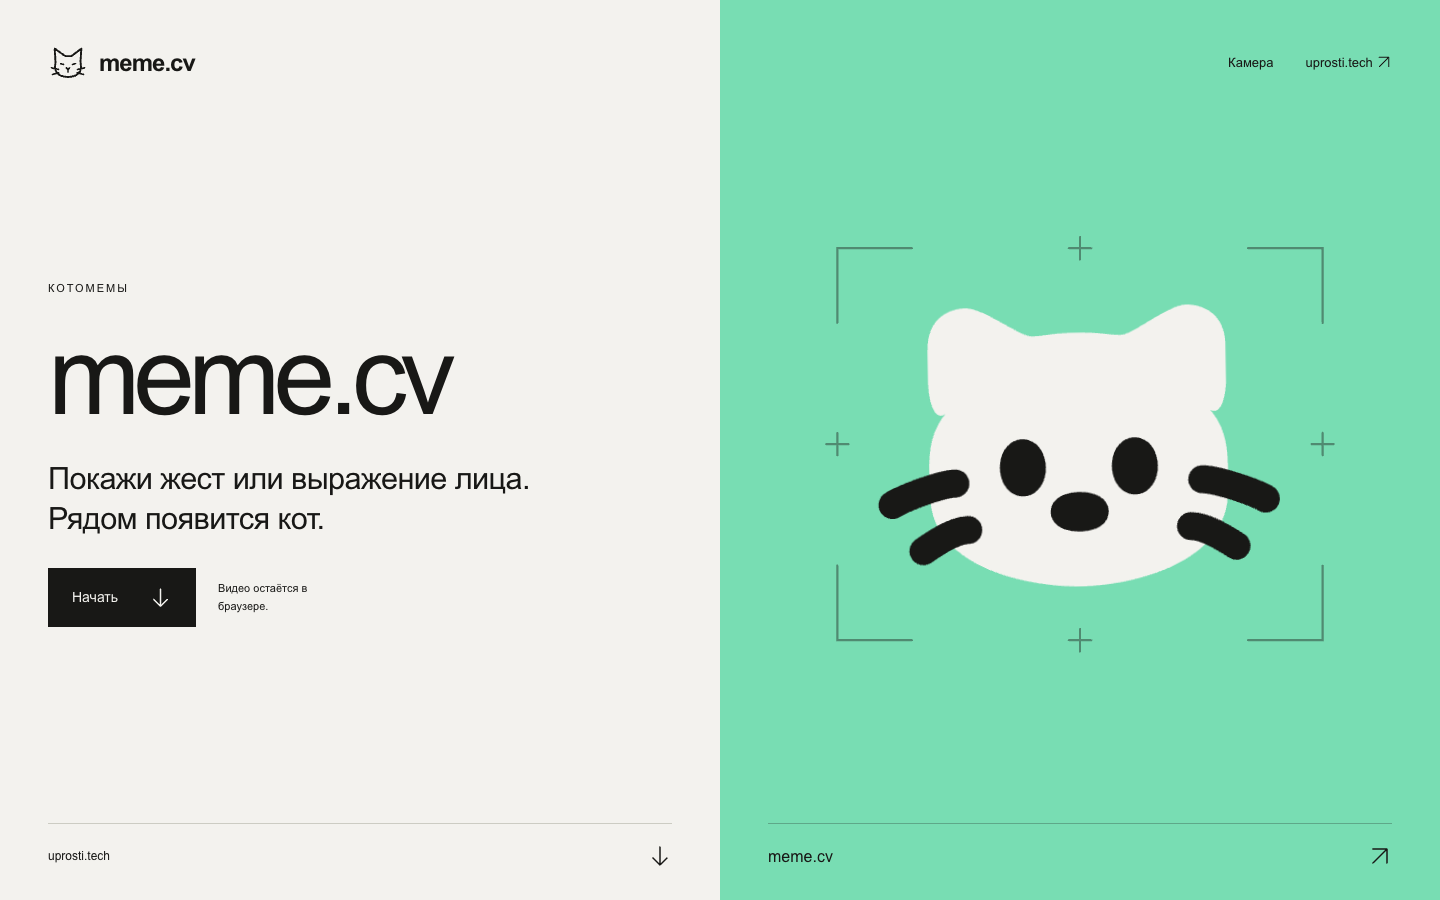 meme.cv
Камера
uprosti.tech
КОТОМЕМЫ
meme.cv
Покажи жест или выражение лица.
Рядом появится кот.
Начать
Видео остаётся в
браузере.
uprosti.tech
meme.cv